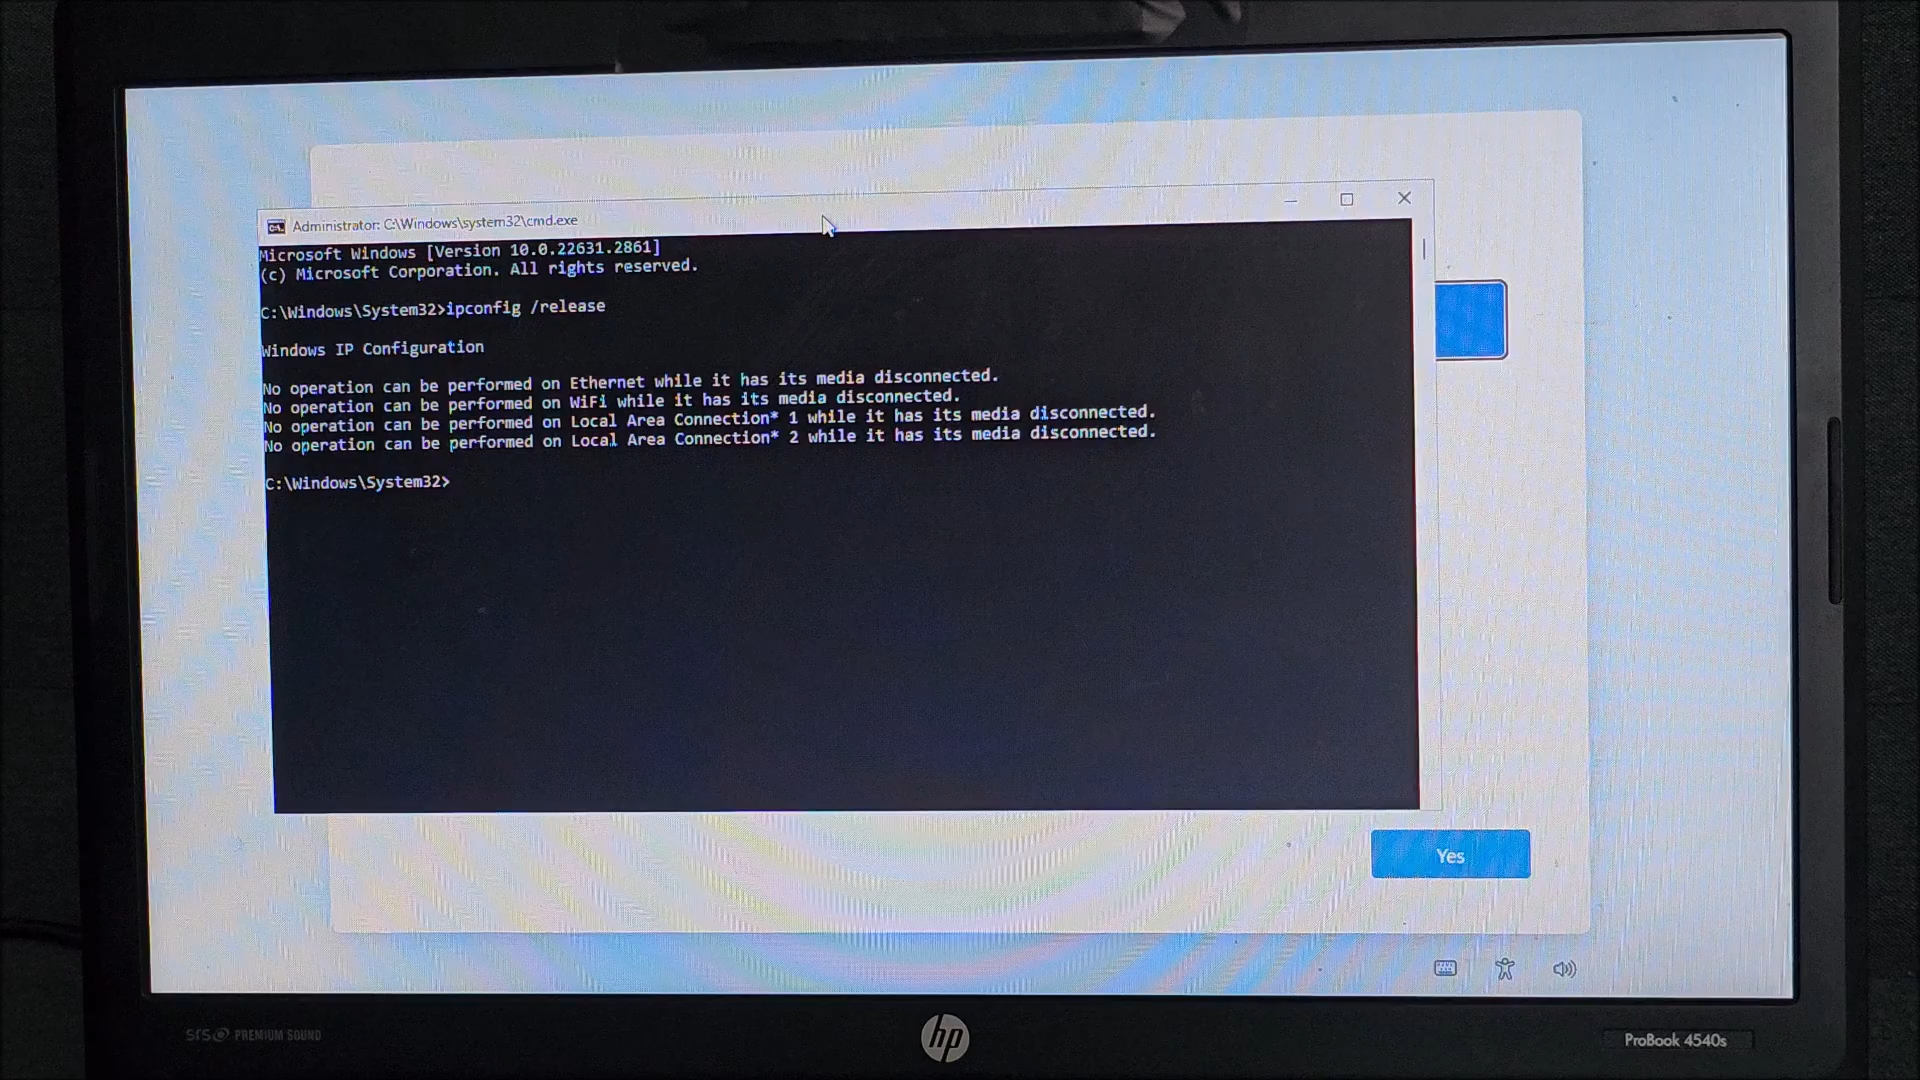 Administrator: C:\Windows\system32\cmd.exe
Microsoft Windows [Version 10.0.22631.2861]
(c) Microsoft Corporation. All rights reserved.
C:\Windows\System32>ipconfig /release
Windows IP Configuration
No operation can be performed on Ethernet while it has its media disconnected.
No operation can be performed on WiFi while it has its media disconnected.
No operation can be performed on Local Area Connection* 1 while it has its media disconnected.
No operation can be performed on Local Area Connection* 2 while it has its media disconnected.
C:\Windows\System32>
Yes
SRS PREMIUM SOUND
hp
ProBook 4540s